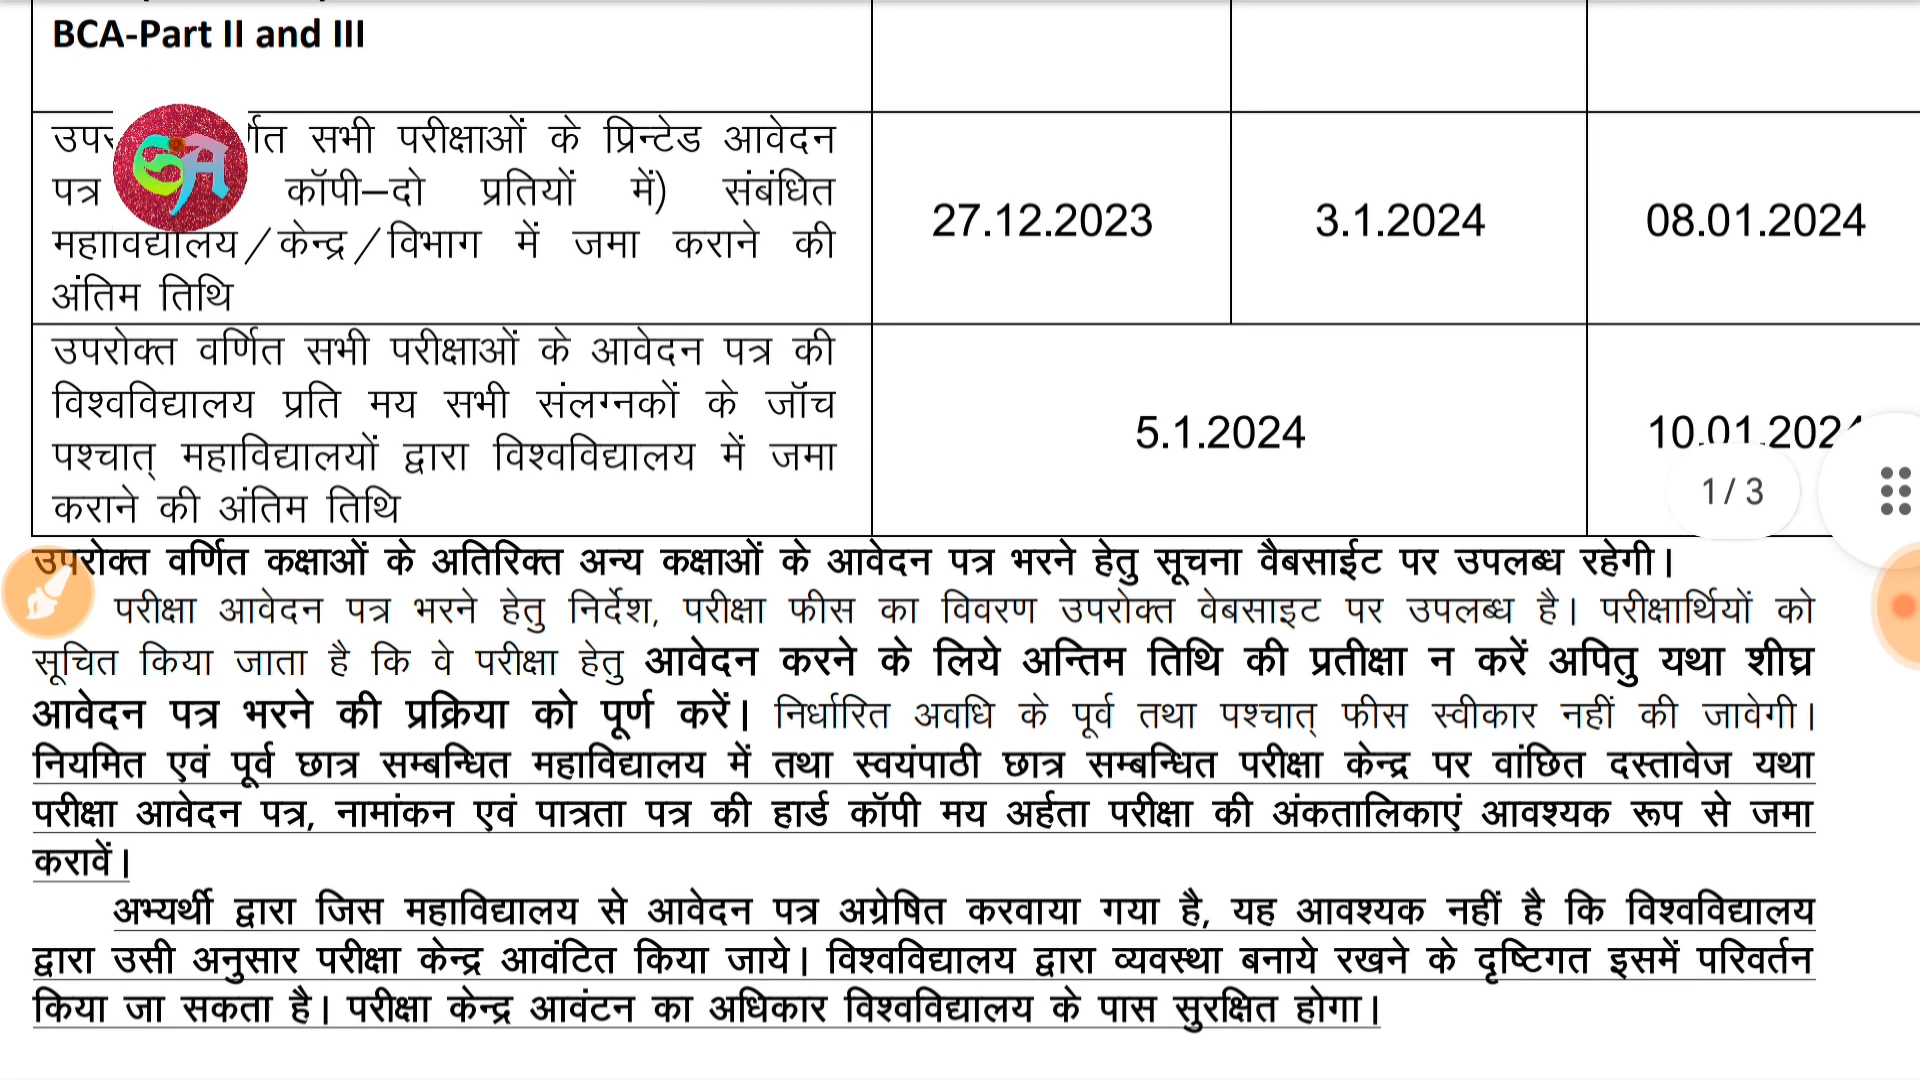 BCA-Part II and III
सभी परीक्षाओं के प्रिन्टेड आवेदन
पत्र कॉपी–दो प्रतियों में) संबंधित
महाविद्यालय/केन्द्र/विभाग में जमा कराने की
अंतिम तिथि
27.12.2023
3.1.2024
08.01.2024
उपरोक्त वर्णित सभी परीक्षाओं के आवेदन पत्र की
विश्वविद्यालय प्रति मय सभी संलग्नकों के जॉच
पश्चात् महाविद्यालयों द्वारा विश्वविद्यालय में जमा
कराने की अंतिम तिथि
5.1.2024
10.01.2024
1 / 3
उपरोक्त वर्णित कक्षाओं के अतिरिक्त अन्य कक्षाओं के आवेदन पत्र भरने हेतु सूचना वैबसाईट पर उपलब्ध रहेगी।
परीक्षा आवेदन पत्र भरने हेतु निर्देश, परीक्षा फीस का विवरण उपरोक्त वेबसाइट पर उपलब्ध है। परीक्षार्थियों को
सूचित किया जाता है कि वे परीक्षा हेतु आवेदन करने के लिये अन्तिम तिथि की प्रतीक्षा न करें अपितु यथा शीघ्र
आवेदन पत्र भरने की प्रक्रिया को पूर्ण करें। निर्धारित अवधि के पूर्व तथा पश्चात् फीस स्वीकार नहीं की जावेगी।
नियमित एवं पूर्व छात्र सम्बन्धित महाविद्यालय में तथा स्वयंपाठी छात्र सम्बन्धित परीक्षा केन्द्र पर वांछित दस्तावेज यथा
परीक्षा आवेदन पत्र, नामांकन एवं पात्रता पत्र की हार्ड कॉपी मय अर्हता परीक्षा की अंकतालिकाएं आवश्यक रूप से जमा
करावें।
अभ्यर्थी द्वारा जिस महाविद्यालय से आवेदन पत्र अग्रेषित करवाया गया है, यह आवश्यक नहीं है कि विश्वविद्यालय
द्वारा उसी अनुसार परीक्षा केन्द्र आवंटित किया जाये। विश्वविद्यालय द्वारा व्यवस्था बनाये रखने के दृष्टिगत इसमें परिवर्तन
किया जा सकता है। परीक्षा केन्द्र आवंटन का अधिकार विश्वविद्यालय के पास सुरक्षित होगा।